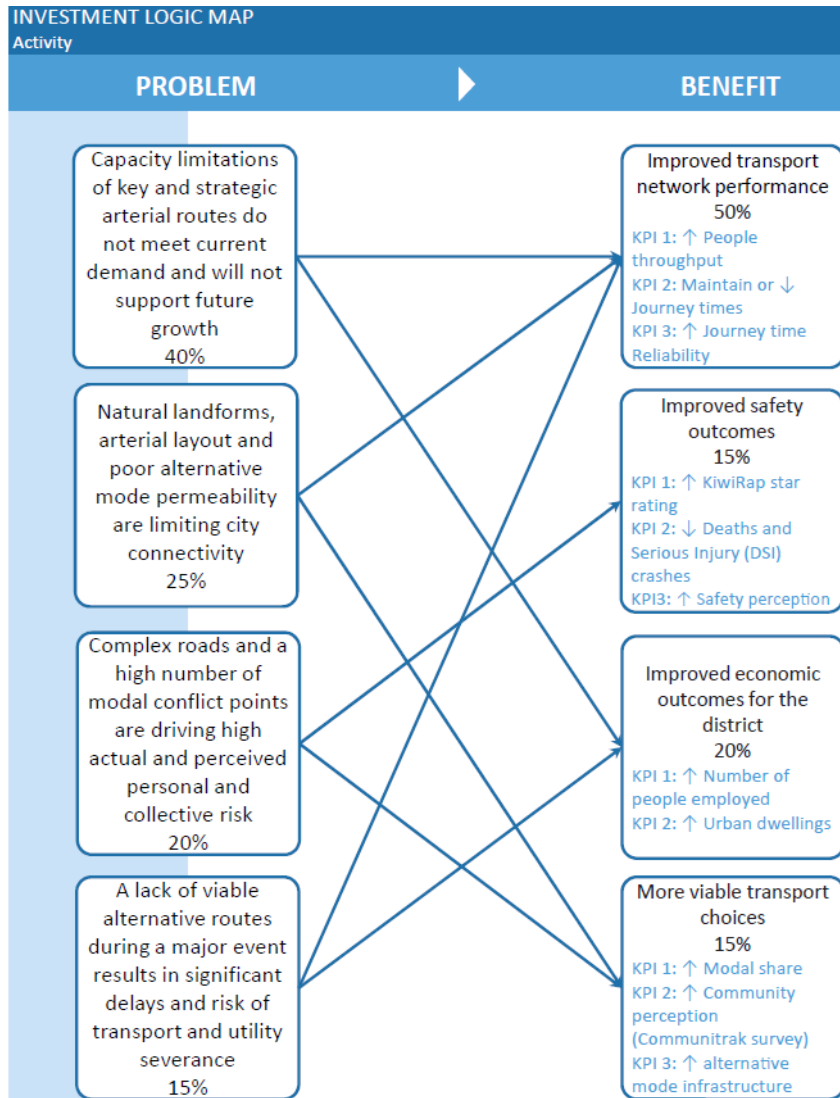 INVESTMENT LOGIC MAP
Activity
PROBLEM
BENEFIT
Capacity limitations
of key and strategic
arterial routes do
not meet current
demand and will not
support future
growth
40%
Natural landforms,
arterial layout and
poor alternative
mode permeability
are limiting city
connectivity
25%
Complex roads and a
high number of
modal conflict points
are driving high
actual and perceived
personal and
collective risk
20%
A lack of viable
alternative routes
during a major event
results in significant
delays and risk of
transport and utility
severance
15%
Improved transport
network performance
50%
KPI 1: ↑ People
throughput
KPI 2: Maintain or ↓
Journey times
KPI 3: ↑ Journey time
Reliability
Improved safety
outcomes
15%
KPI 1: ↑ KiwiRap star
rating
KPI 2: ↓ Deaths and
Serious Injury (DSI)
crashes
KPI3: ↑ Safety perception
Improved economic
outcomes for the
district
20%
KPI 1: ↑ Number of
people employed
KPI 2: ↑ Urban dwellings
More viable transport
choices
15%
KPI 1: ↑ Modal share
KPI 2: ↑ Community
perception
(Communitrak survey)
KPI 3: ↑ alternative
mode infrastructure